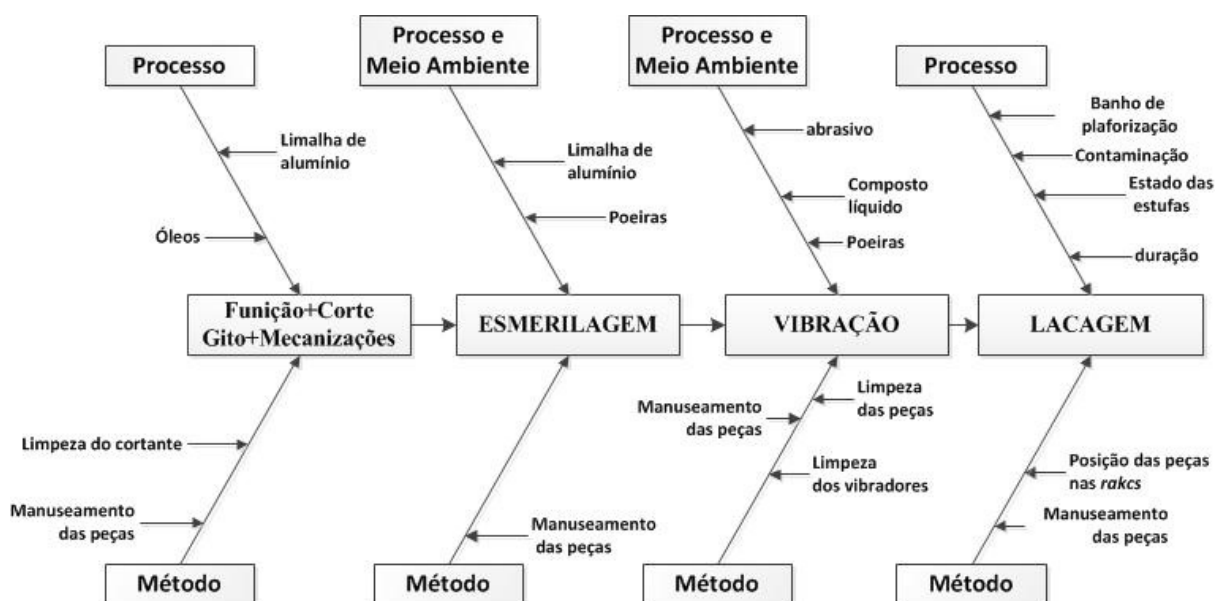 Processo
Processo e
Meio Ambiente
Processo e
Meio Ambiente
Processo
Limalha de
alumínio
Óleos
Limalha de
alumínio
Poeiras
abrasivo
Composto
líquido
Poeiras
Banho de
plaforização
Contaminação
Estado das
estufas
duração
Funição+Corte
Gito+Mecanizações
ESMERILAGEM
VIBRAÇÃO
LACAGEM
Limpeza do cortante
Manuseamento
das peças
Manuseamento
das peças
Limpeza
das peças
Manuseamento
das peças
Limpeza
dos vibradores
Posição das peças
nas rakcs
Manuseamento
das peças
Método
Método
Método
Método